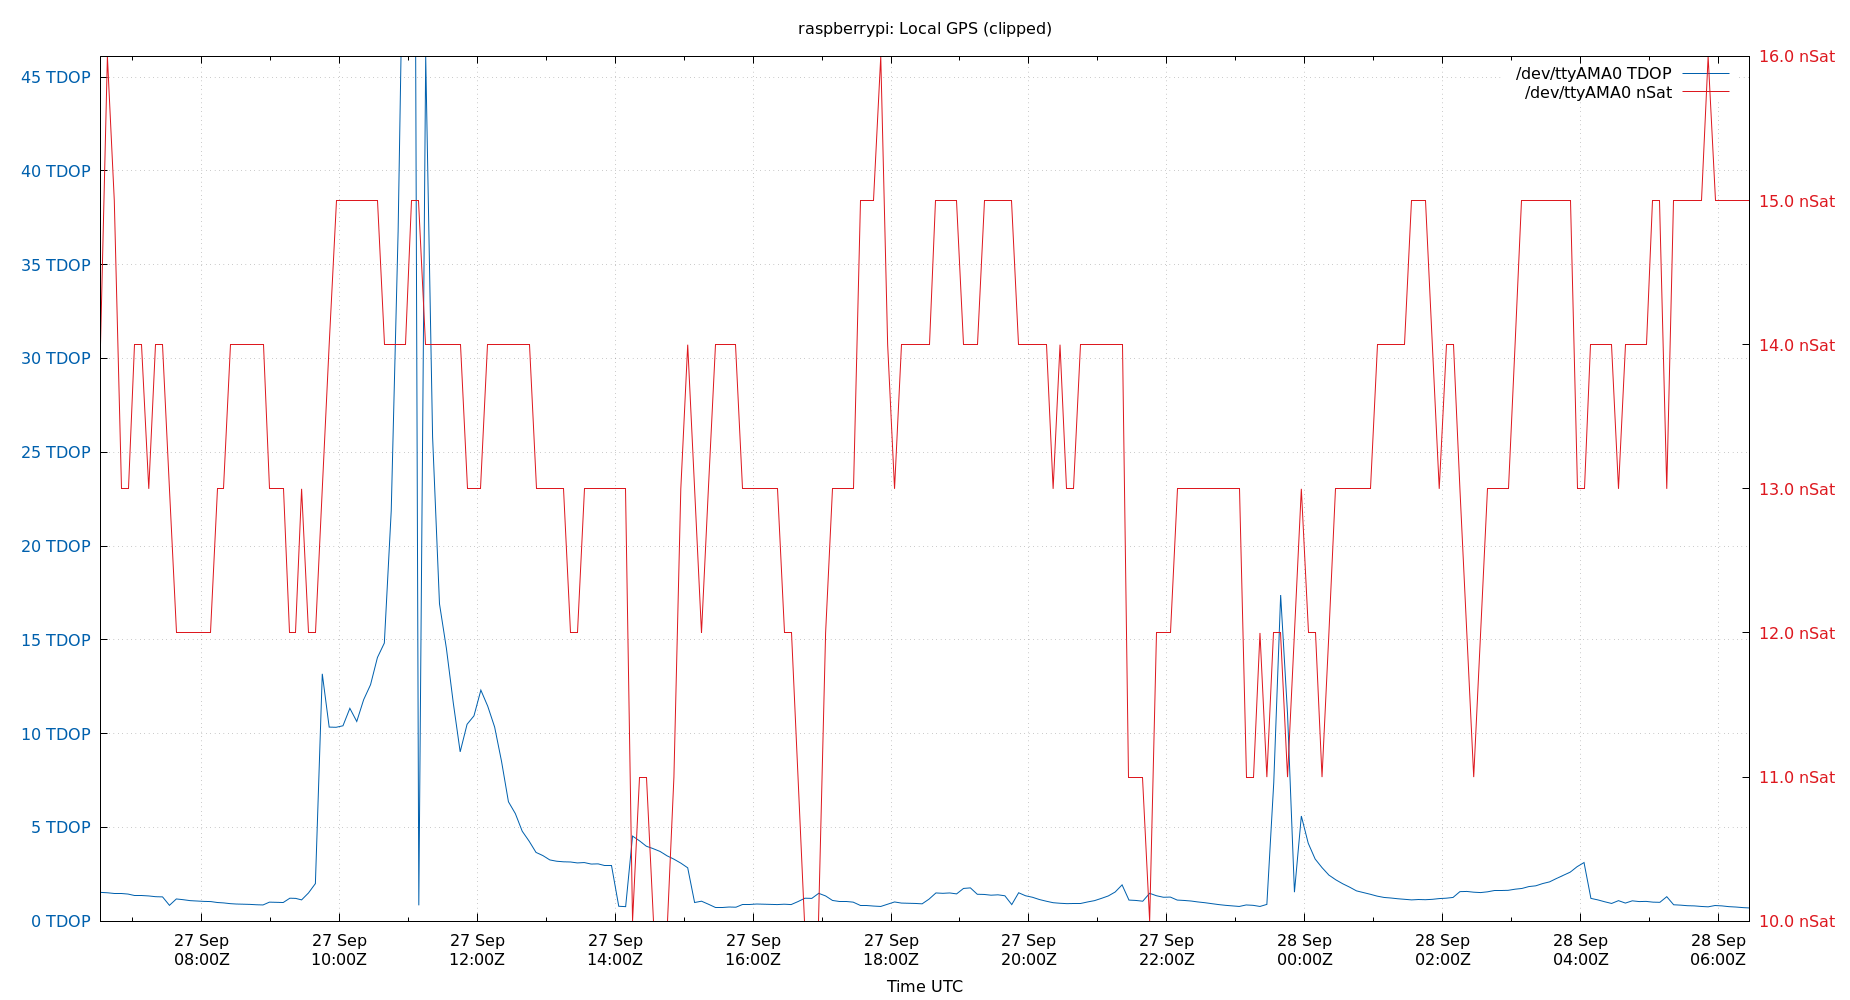 raspberrypi: Local GPS (clipped)
/dev/ttyAMA0 TDOP
/dev/ttyAMA0 nSat
45 TDOP
40 TDOP
35 TDOP
30 TDOP
25 TDOP
20 TDOP
15 TDOP
10 TDOP
5 TDOP
0 TDOP
16.0 nSat
15.0 nSat
14.0 nSat
13.0 nSat
12.0 nSat
11.0 nSat
10.0 nSat
27 Sep
08:00Z
27 Sep
10:00Z
27 Sep
12:00Z
27 Sep
14:00Z
27 Sep
16:00Z
27 Sep
18:00Z
27 Sep
20:00Z
27 Sep
22:00Z
28 Sep
00:00Z
28 Sep
02:00Z
28 Sep
04:00Z
28 Sep
06:00Z
Time UTC